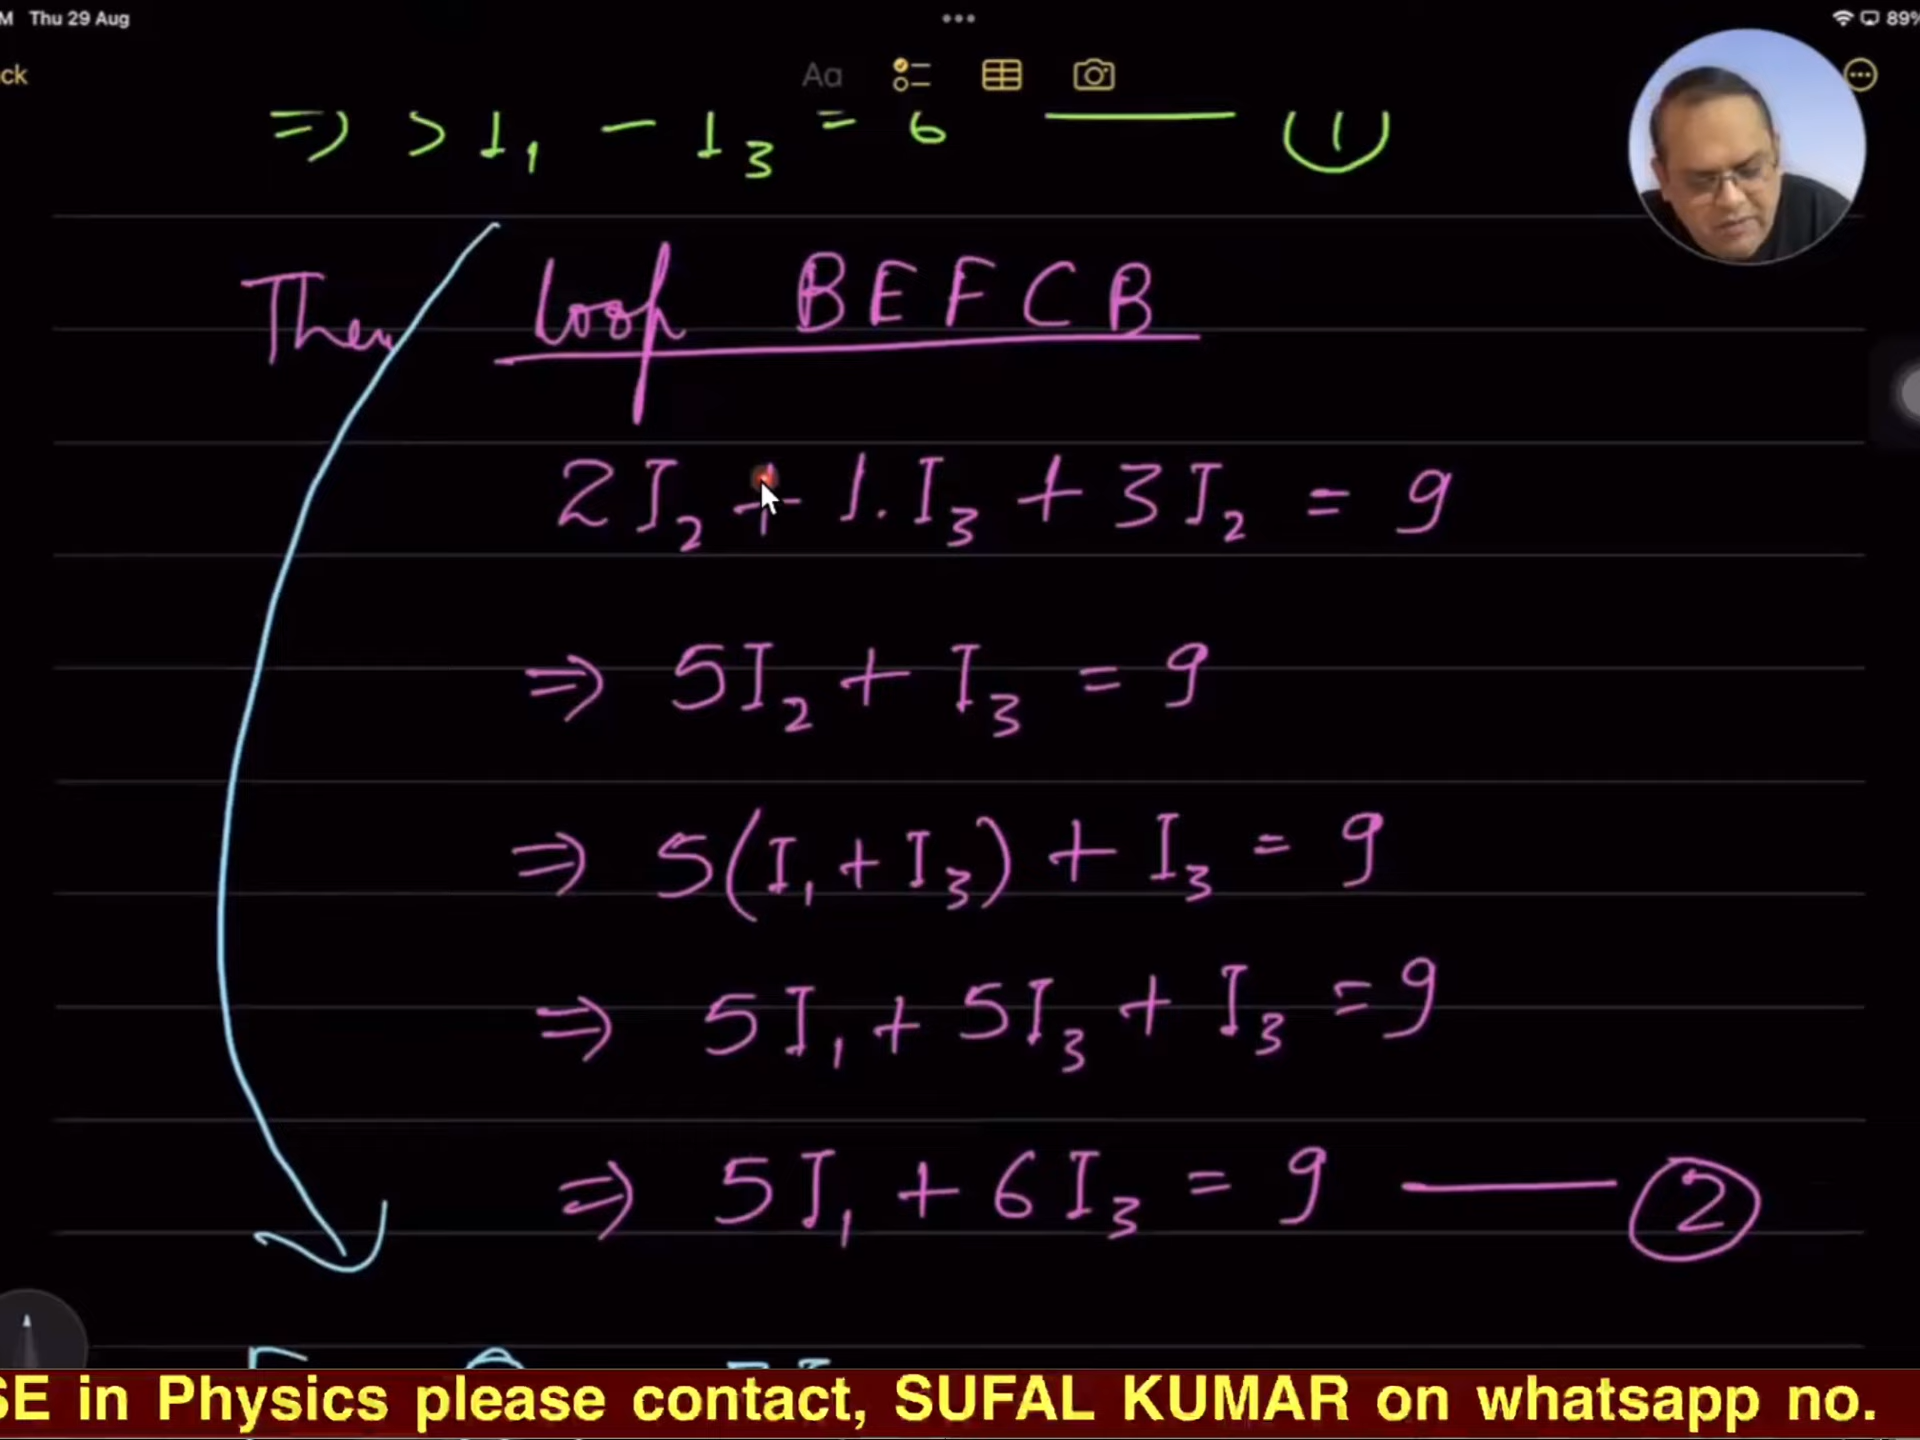 M Thu 29 Aug
89%
ck
Aa
⇒ I₁ − I₃ = 6 —— ①
Then loop BEFCB
2I₂ + 1.I₃ + 3I₂ = 9
⇒ 5I₂ + I₃ = 9
⇒ 5(I₁ + I₃) + I₃ = 9
⇒ 5I₁ + 5I₃ + I₃ = 9
⇒ 5I₁ + 6I₃ = 9 —— ②
SE in Physics please contact, SUFAL KUMAR on whatsapp no.